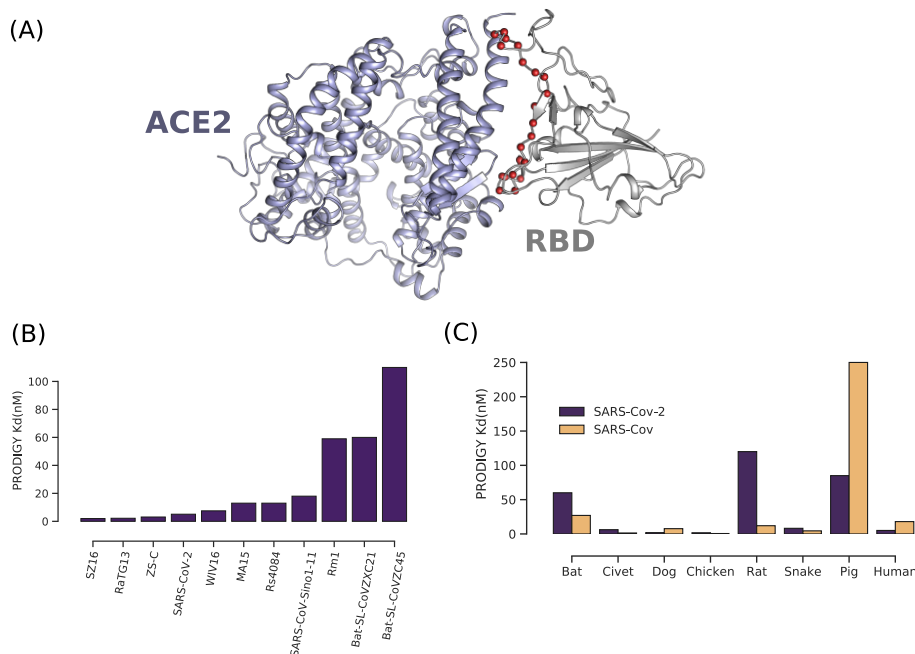 (A)
ACE2
RBD
(B)
PRODIGY Kd(nM)
100
80
60
40
20
0
SZ16
RaTG13
ZS-C
SARS-CoV-2
WIV16
MA15
Rs4084
SARS-CoV-Sino1-11
Rm1
Bat-SL-CoVZXC21
Bat-SL-CoVZC45
(C)
PRODIGY Kd(nM)
250
200
150
100
50
0
SARS-Cov-2
SARS-Cov
Bat
Civet
Dog
Chicken
Rat
Snake
Pig
Human